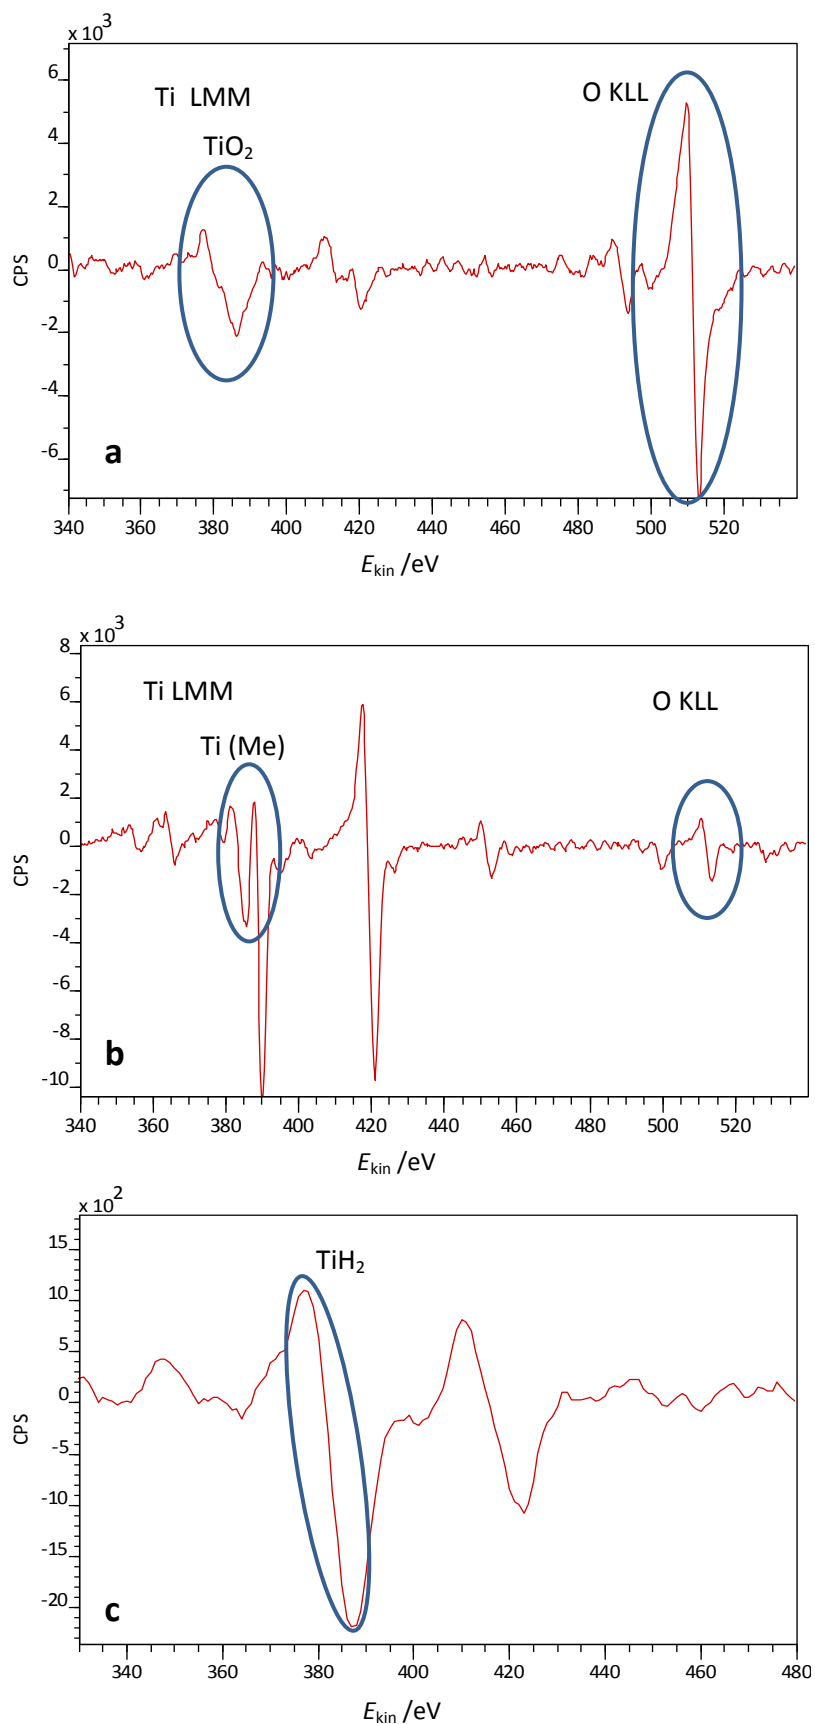 x 10³
Ti LMM
TiO₂
O KLL
6
4
2
0
-2
-4
-6
CPS
a
340 360 380 400 420 440 460 480 500 520
Eₖᵢₙ /eV
x 10³
Ti LMM
Ti (Me)
O KLL
8
6
4
2
0
-2
-4
-6
-8
-10
CPS
b
340 360 380 400 420 440 460 480 500 520
Eₖᵢₙ /eV
x 10²
TiH₂
15
10
5
0
-5
-10
-15
-20
CPS
c
340 360 380 400 420 440 460 480
Eₖᵢₙ /eV